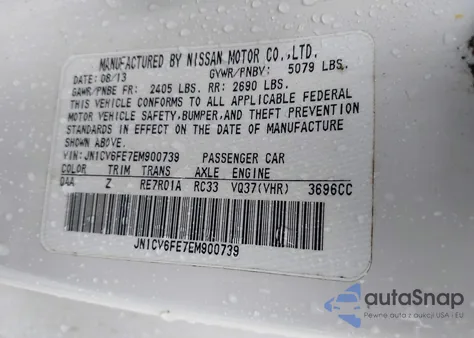 MANUFACTURED BY NISSAN MOTOR CO.,LTD.
DATE: 08/13 GVWR/PNBV: 5079 LBS.
GAWR/PNBE FR: 2405 LBS. RR: 2690 LBS.
THIS VEHICLE CONFORMS TO ALL APPLICABLE FEDERAL
MOTOR VEHICLE SAFETY,BUMPER,AND THEFT PREVENTION
STANDARDS IN EFFECT ON THE DATE OF MANUFACTURE
SHOWN ABOVE.
VIN: JN1CV6FE7EM900739 PASSENGER CAR
COLOR TRIM TRANS AXLE ENGINE
Z RE7R01A RC33 VQ37(VHR) 3696CC
JN1CV6FE7EM900739
autoSnap
Pewne auta z aukcji USA i EU